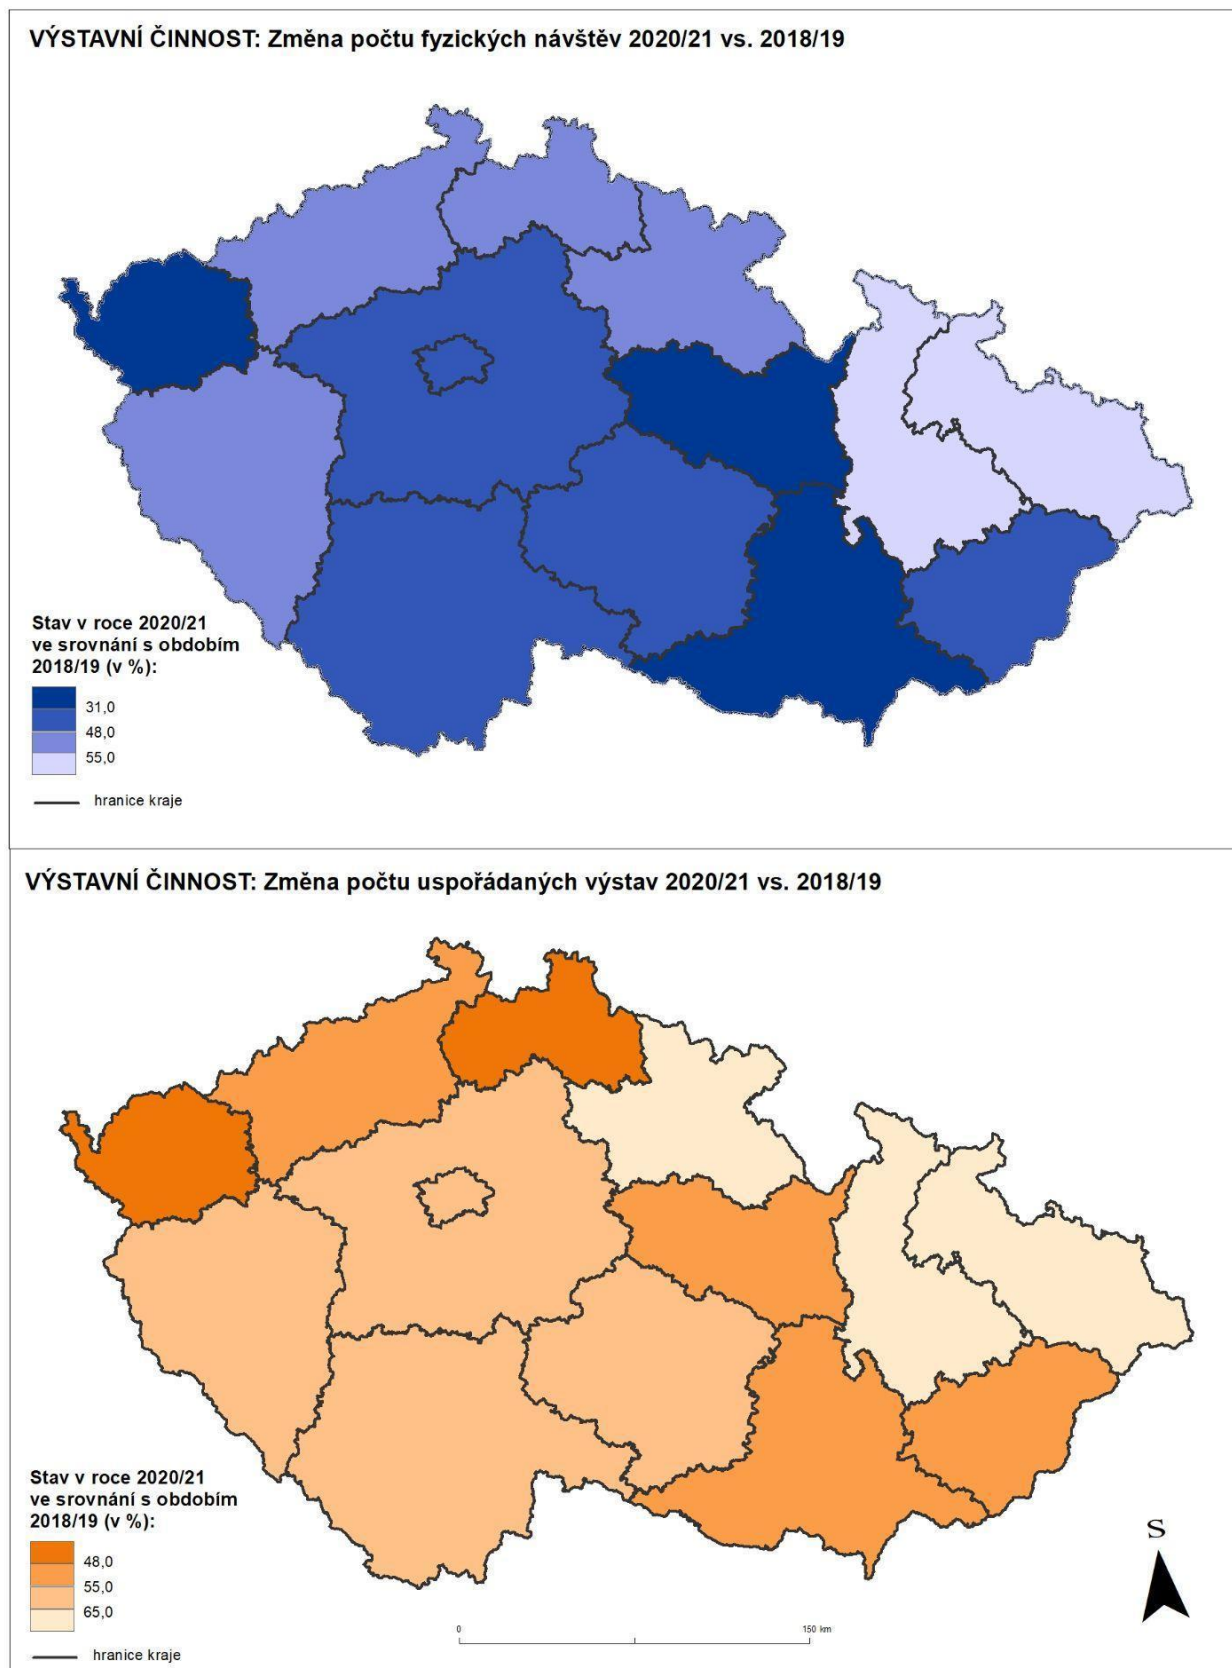 VÝSTAVNÍ ČINNOST: Změna počtu fyzických návštěv 2020/21 vs. 2018/19
Stav v roce 2020/21
ve srovnání s obdobím
2018/19 (v %):
31,0
48,0
55,0
hranice kraje
VÝSTAVNÍ ČINNOST: Změna počtu uspořádaných výstav 2020/21 vs. 2018/19
Stav v roce 2020/21
ve srovnání s obdobím
2018/19 (v %):
48,0
55,0
65,0
hranice kraje
0 150 km
S